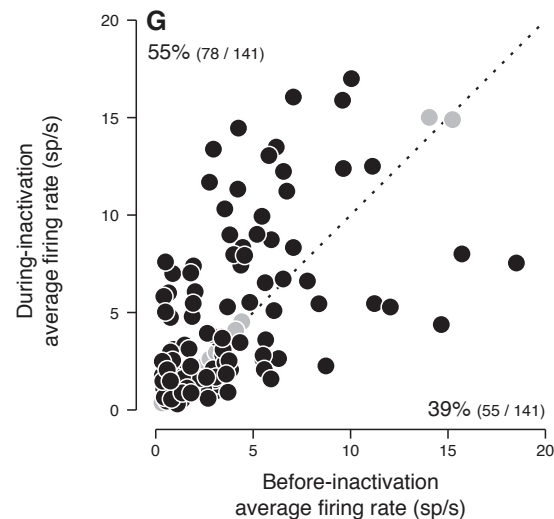 G
55% (78 / 141)
20
15
10
5
0
During-inactivation
average firing rate (sp/s)
39% (55 / 141)
0 5 10 15 20
Before-inactivation
average firing rate (sp/s)